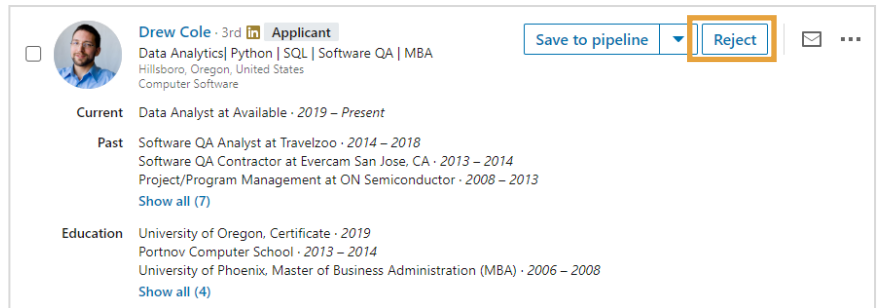 Drew Cole · 3rd in Applicant
Save to pipeline
Reject
Data Analytics| Python | SQL | Software QA | MBA
Hillsboro, Oregon, United States
Computer Software
Current Data Analyst at Available · 2019 – Present
Past Software QA Analyst at Travelzoo · 2014 – 2018
Software QA Contractor at Evercam San Jose, CA · 2013 – 2014
Project/Program Management at ON Semiconductor · 2008 – 2013
Show all (7)
Education University of Oregon, Certificate · 2019
Portnov Computer School · 2013 – 2014
University of Phoenix, Master of Business Administration (MBA) · 2006 – 2008
Show all (4)